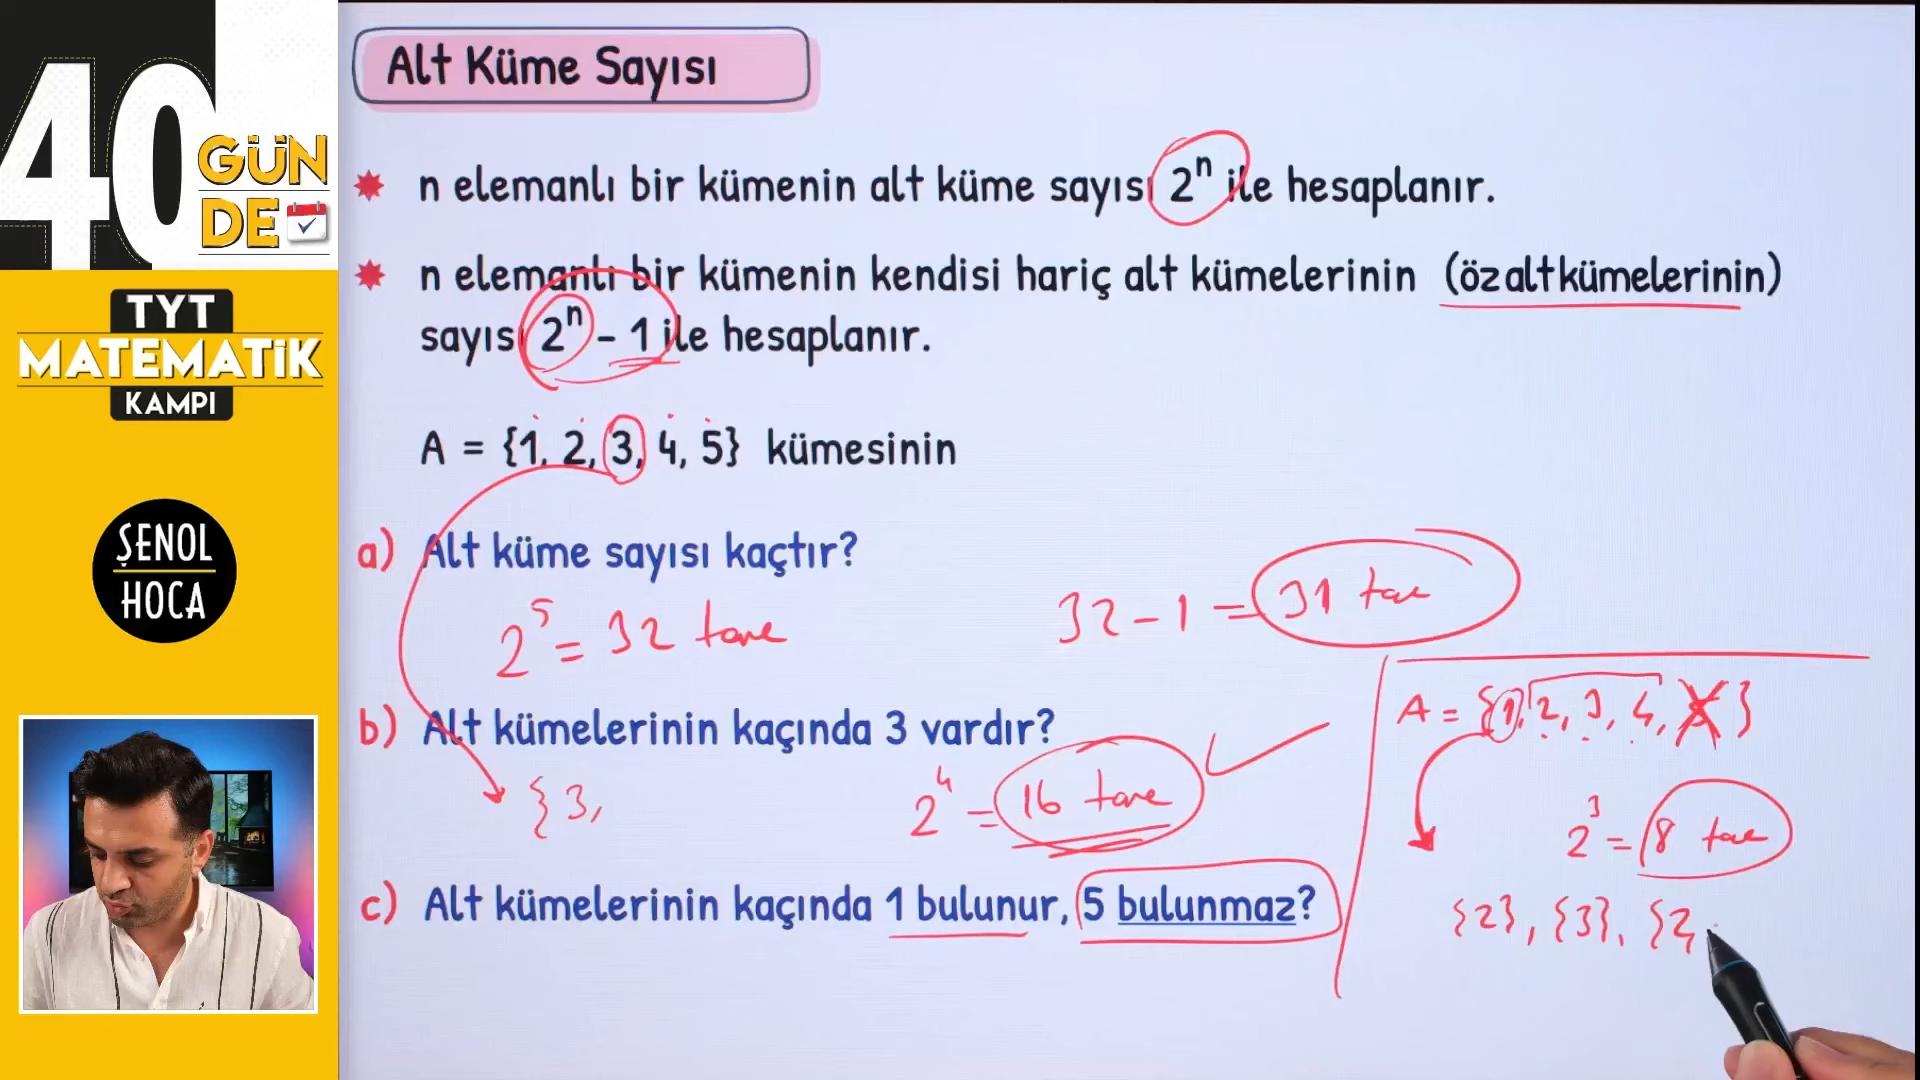 40
GÜN
DE
TYT
MATEMATİK
KAMPI
ŞENOL
HOCA
Alt Küme Sayısı
n elemanlı bir kümenin alt küme sayısı 2ⁿ ile hesaplanır.
n elemanlı bir kümenin kendisi hariç alt kümelerinin (öz alt kümelerinin)
sayısı 2ⁿ - 1 ile hesaplanır.
A = {1, 2, 3, 4, 5} kümesinin
a) Alt küme sayısı kaçtır?
2⁵ = 32 tane
32 - 1 = 31 tane
b) Alt kümelerinin kaçında 3 vardır?
{3,
2⁴ = 16 tane
c) Alt kümelerinin kaçında 1 bulunur, 5 bulunmaz?
A = {1, 2, 3, 4, 5}
2³ = 8 tane
{2}, {3}, {2,